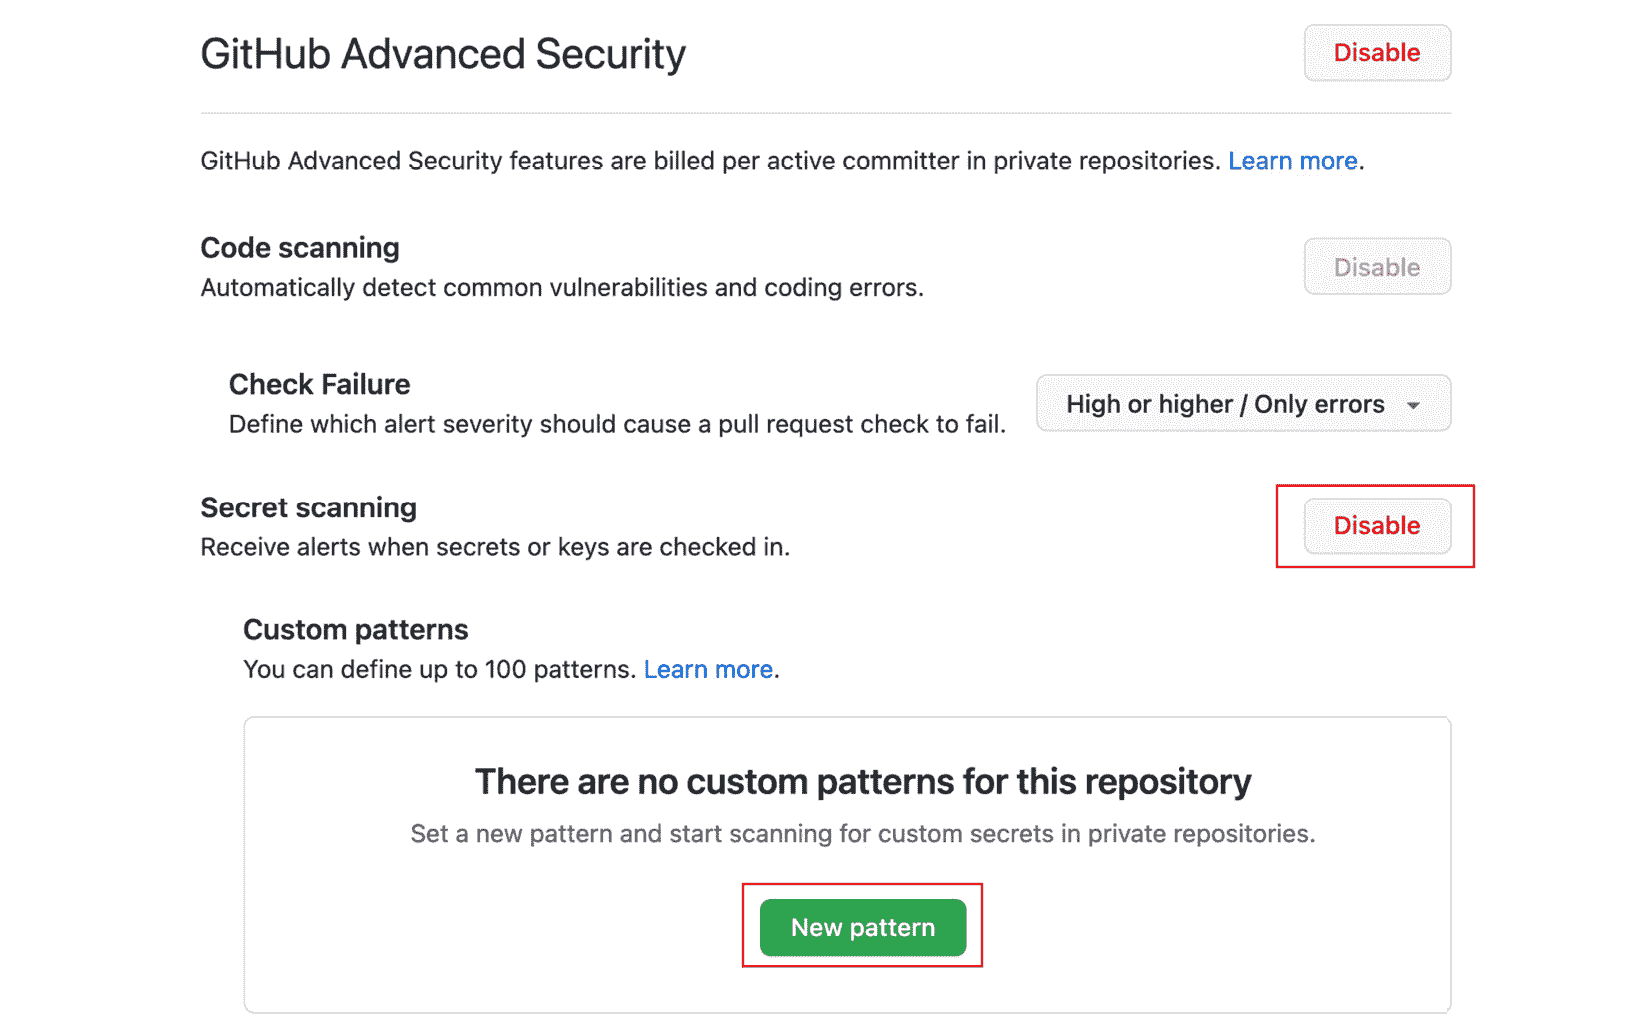 GitHub Advanced Security
Disable
GitHub Advanced Security features are billed per active committer in private repositories. Learn more.
Code scanning
Disable
Automatically detect common vulnerabilities and coding errors.
Check Failure
High or higher / Only errors
Define which alert severity should cause a pull request check to fail.
Secret scanning
Disable
Receive alerts when secrets or keys are checked in.
Custom patterns
You can define up to 100 patterns. Learn more.
There are no custom patterns for this repository
Set a new pattern and start scanning for custom secrets in private repositories.
New pattern